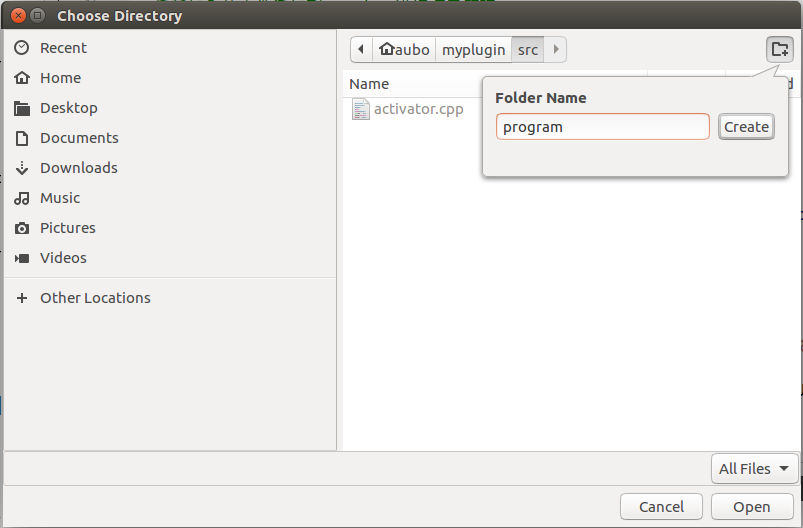 Choose Directory
Recent
Home
Desktop
Documents
Downloads
Music
Pictures
Videos
Other Locations
aubo myplugin src
Name
activator.cpp
Folder Name
program Create
All Files
Cancel Open